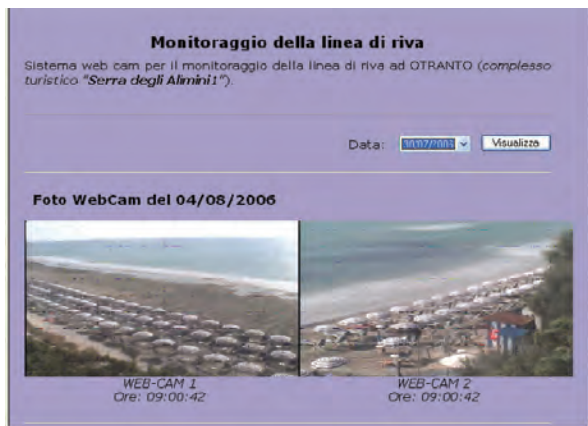 Monitoraggio della linea di riva
Sistema web cam per il monitoraggio della linea di riva ad OTRANTO (complesso
turistico "Serra degli Alimini1").
Data: Visualizza
Foto WebCam del 04/08/2006
WEB-CAM 1 WEB-CAM 2
Ore: 09:00:42 Ore: 09:00:42